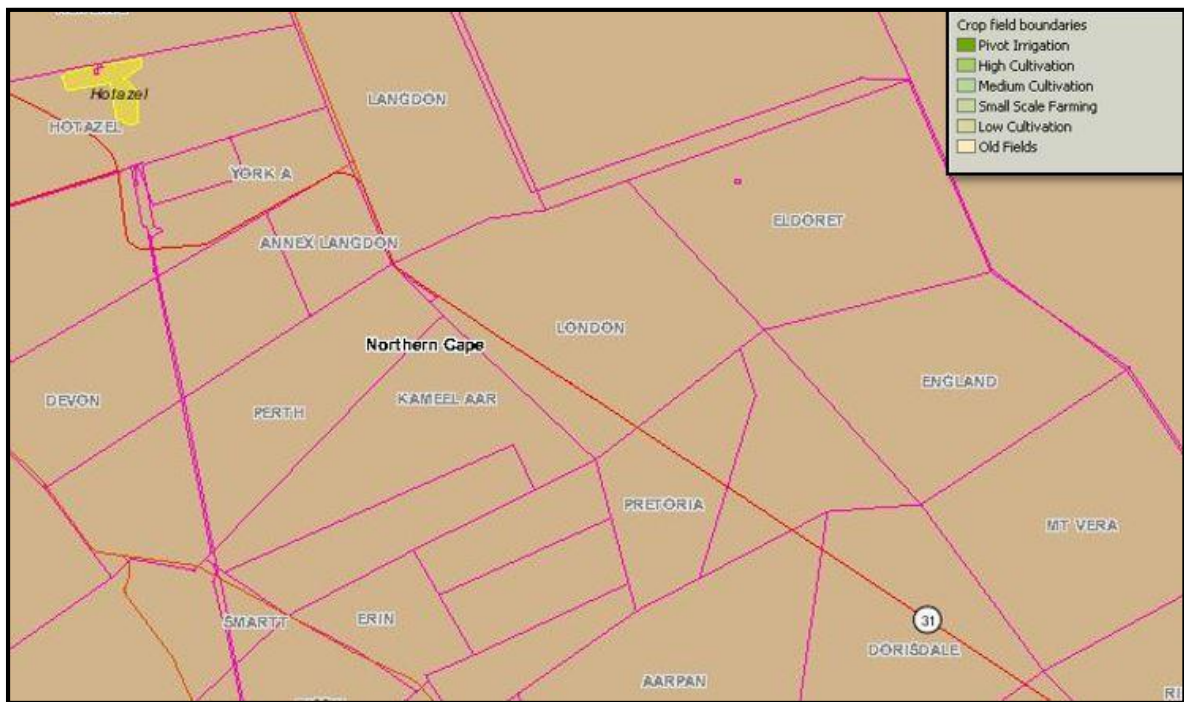 Crop field boundaries
Pivot Irrigation
High Cultivation
Medium Cultivation
Small Scale Farming
Low Cultivation
Old Fields
Hotazel
LANGDON
HOTAZEL
YORK A
ELDORET
ANNEX LANGDON
LONDON
Northern Cape
ENGLAND
DEVON
PERTH
KAMEEL AAR
PRETORIA
MT VERA
SMARTT
ERIN
31
DORISDALE
AARPAN